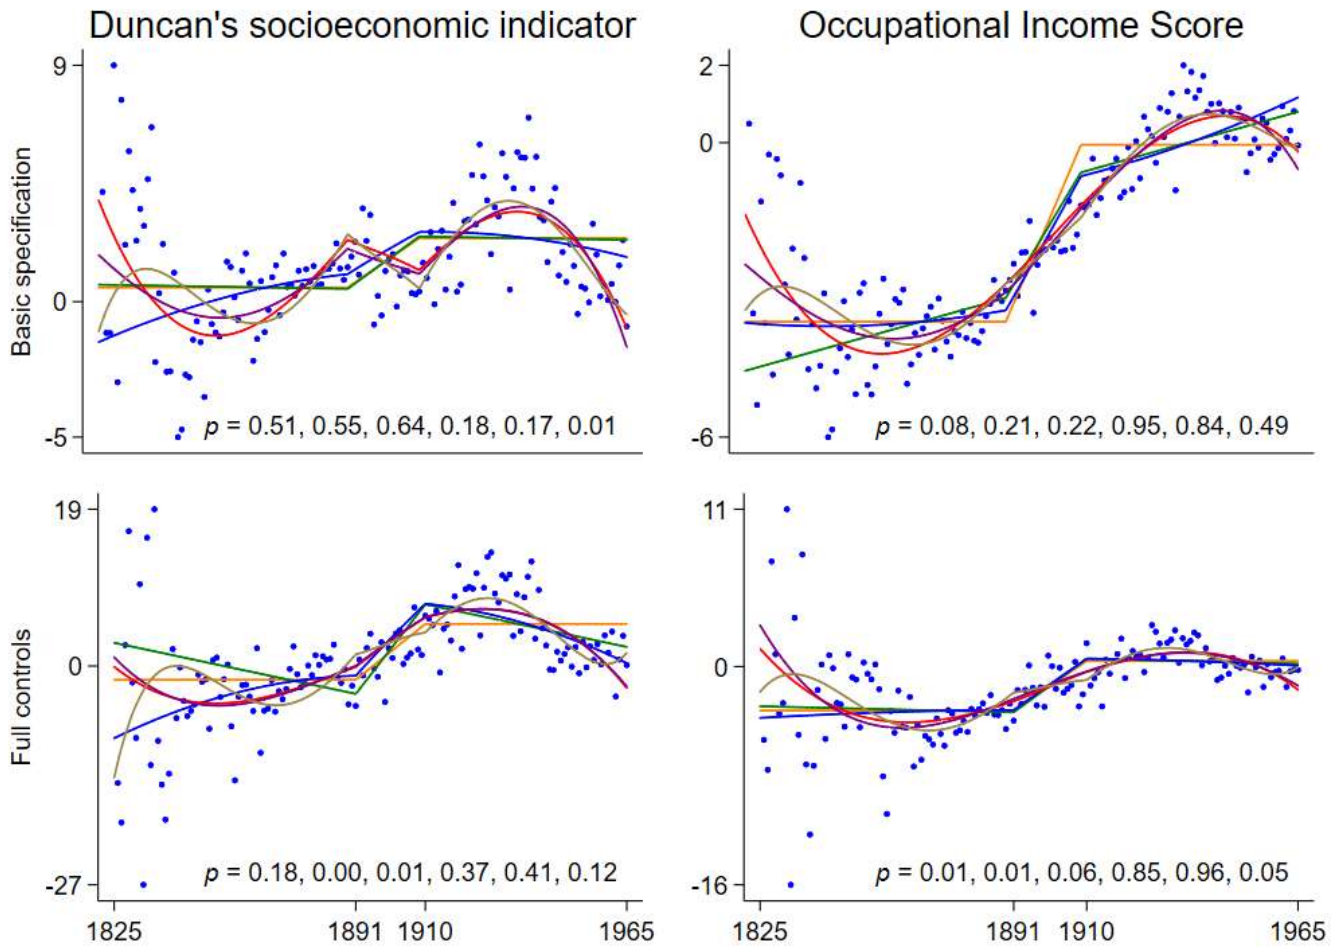 Duncan's socioeconomic indicator
Occupational Income Score
Basic specification
9
0
-5
p = 0.51, 0.55, 0.64, 0.18, 0.17, 0.01
2
0
-6
p = 0.08, 0.21, 0.22, 0.95, 0.84, 0.49
Full controls
19
0
-27
p = 0.18, 0.00, 0.01, 0.37, 0.41, 0.12
1825 1891 1910 1965
11
0
-16
p = 0.01, 0.01, 0.06, 0.85, 0.96, 0.05
1825 1891 1910 1965